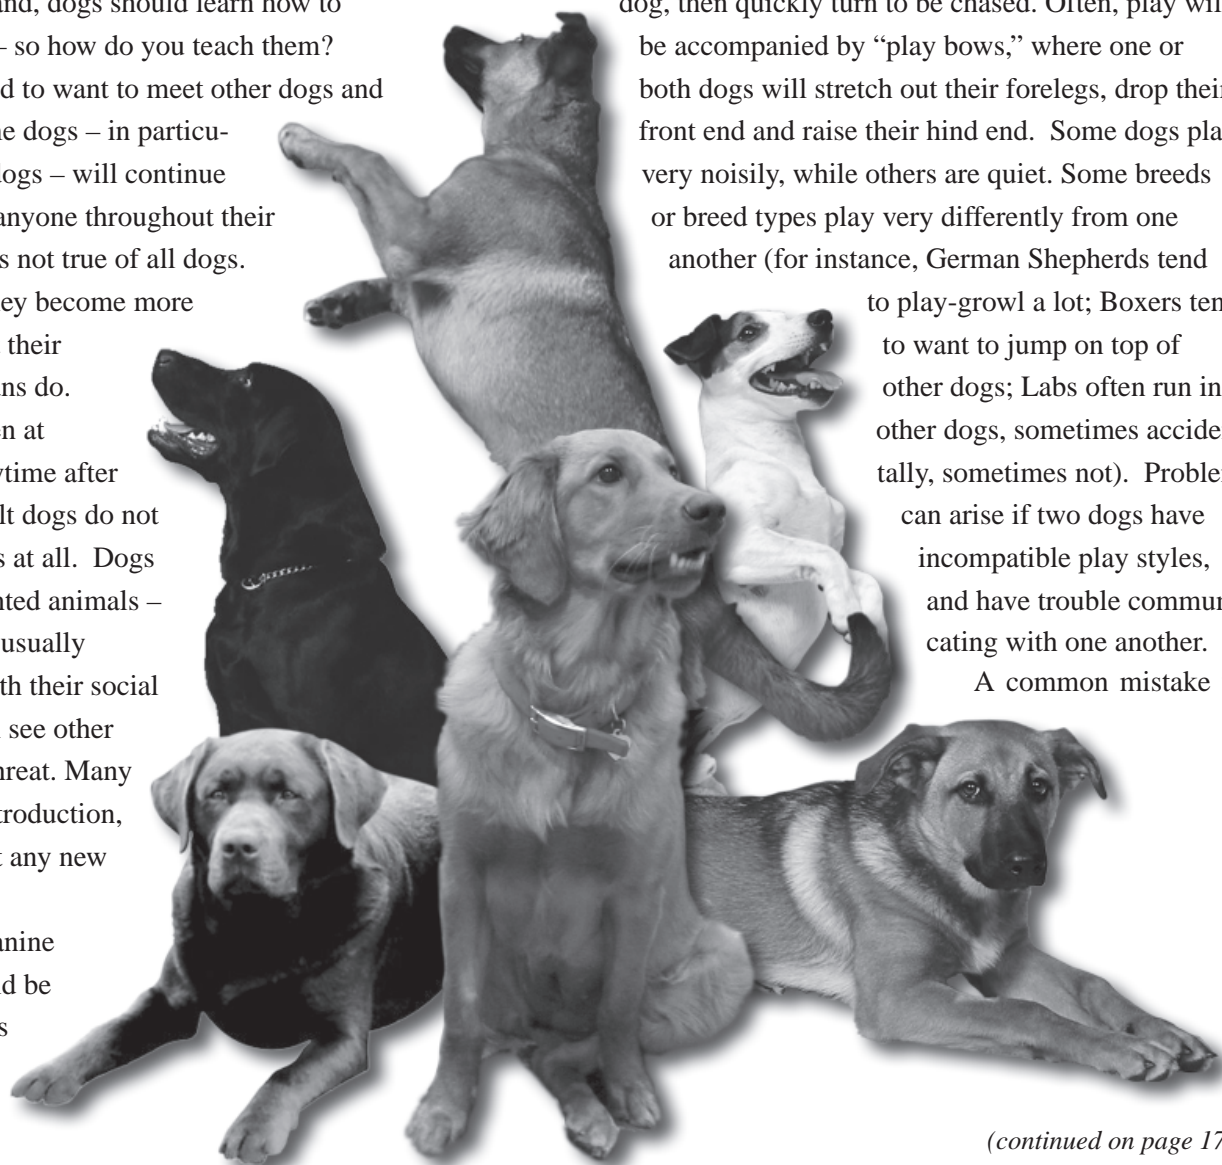 and, dogs should learn how to
– so how do you teach them?
d to want to meet other dogs and
ne dogs – in particu-
dogs – will continue
anyone throughout their
s not true of all dogs.
ey become more
their
ns do.
n at
ytime after
lt dogs do not
s at all. Dogs
nted animals –
usually
th their social
see other
hreat. Many
troduction,
t any new
anine
d be
s
dog, then quickly turn to be chased. Often, play wil
be accompanied by “play bows,” where one or
both dogs will stretch out their forelegs, drop their
front end and raise their hind end. Some dogs pla
very noisily, while others are quiet. Some breeds
or breed types play very differently from one
another (for instance, German Shepherds tend
to play-growl a lot; Boxers ten
to want to jump on top of
other dogs; Labs often run in
other dogs, sometimes accide
tally, sometimes not). Proble
can arise if two dogs have
incompatible play styles,
and have trouble commun
cating with one another.
A common mistake
(continued on page 17